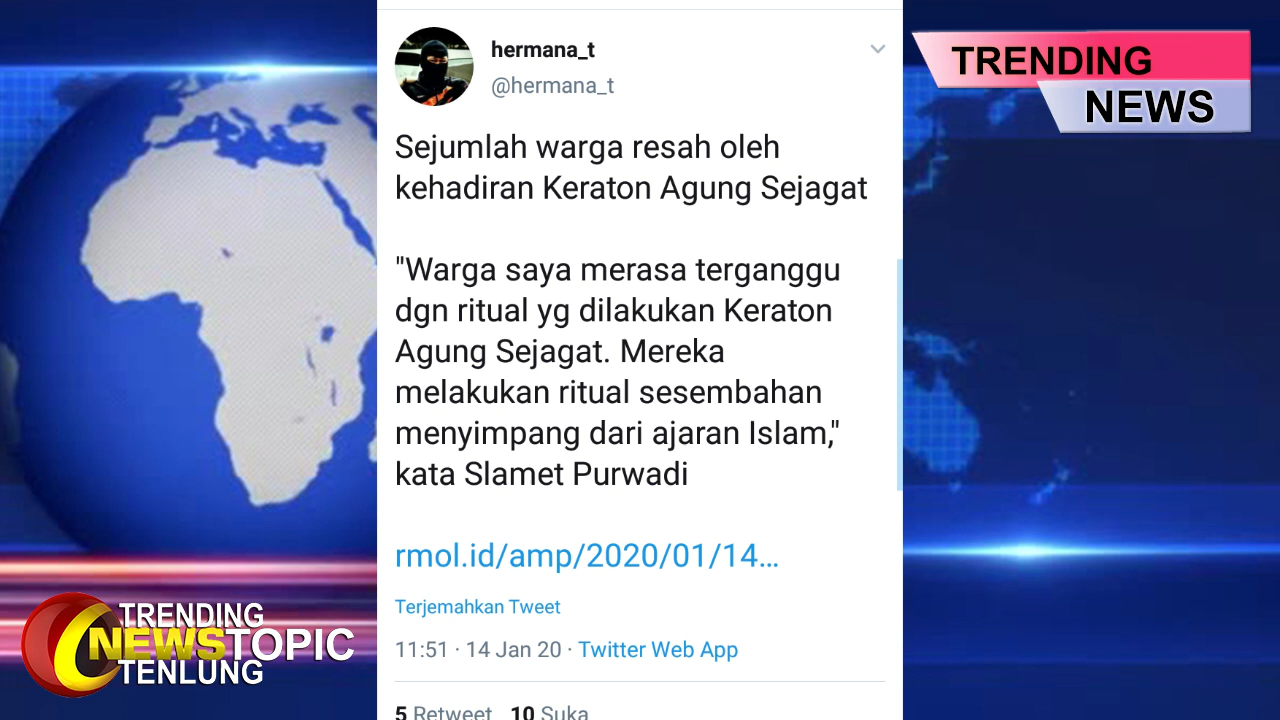 hermana_t
@hermana_t
TRENDING
NEWS
Sejumlah warga resah oleh
kehadiran Keraton Agung Sejagat
"Warga saya merasa terganggu
dgn ritual yg dilakukan Keraton
Agung Sejagat. Mereka
melakukan ritual sesembahan
menyimpang dari ajaran Islam,"
kata Slamet Purwadi
rmol.id/amp/2020/01/14...
Terjemahkan Tweet
11:51 · 14 Jan 20 · Twitter Web App
5 Retweet 10 Suka
TRENDING
NEWSTOPIC
TENLUNG